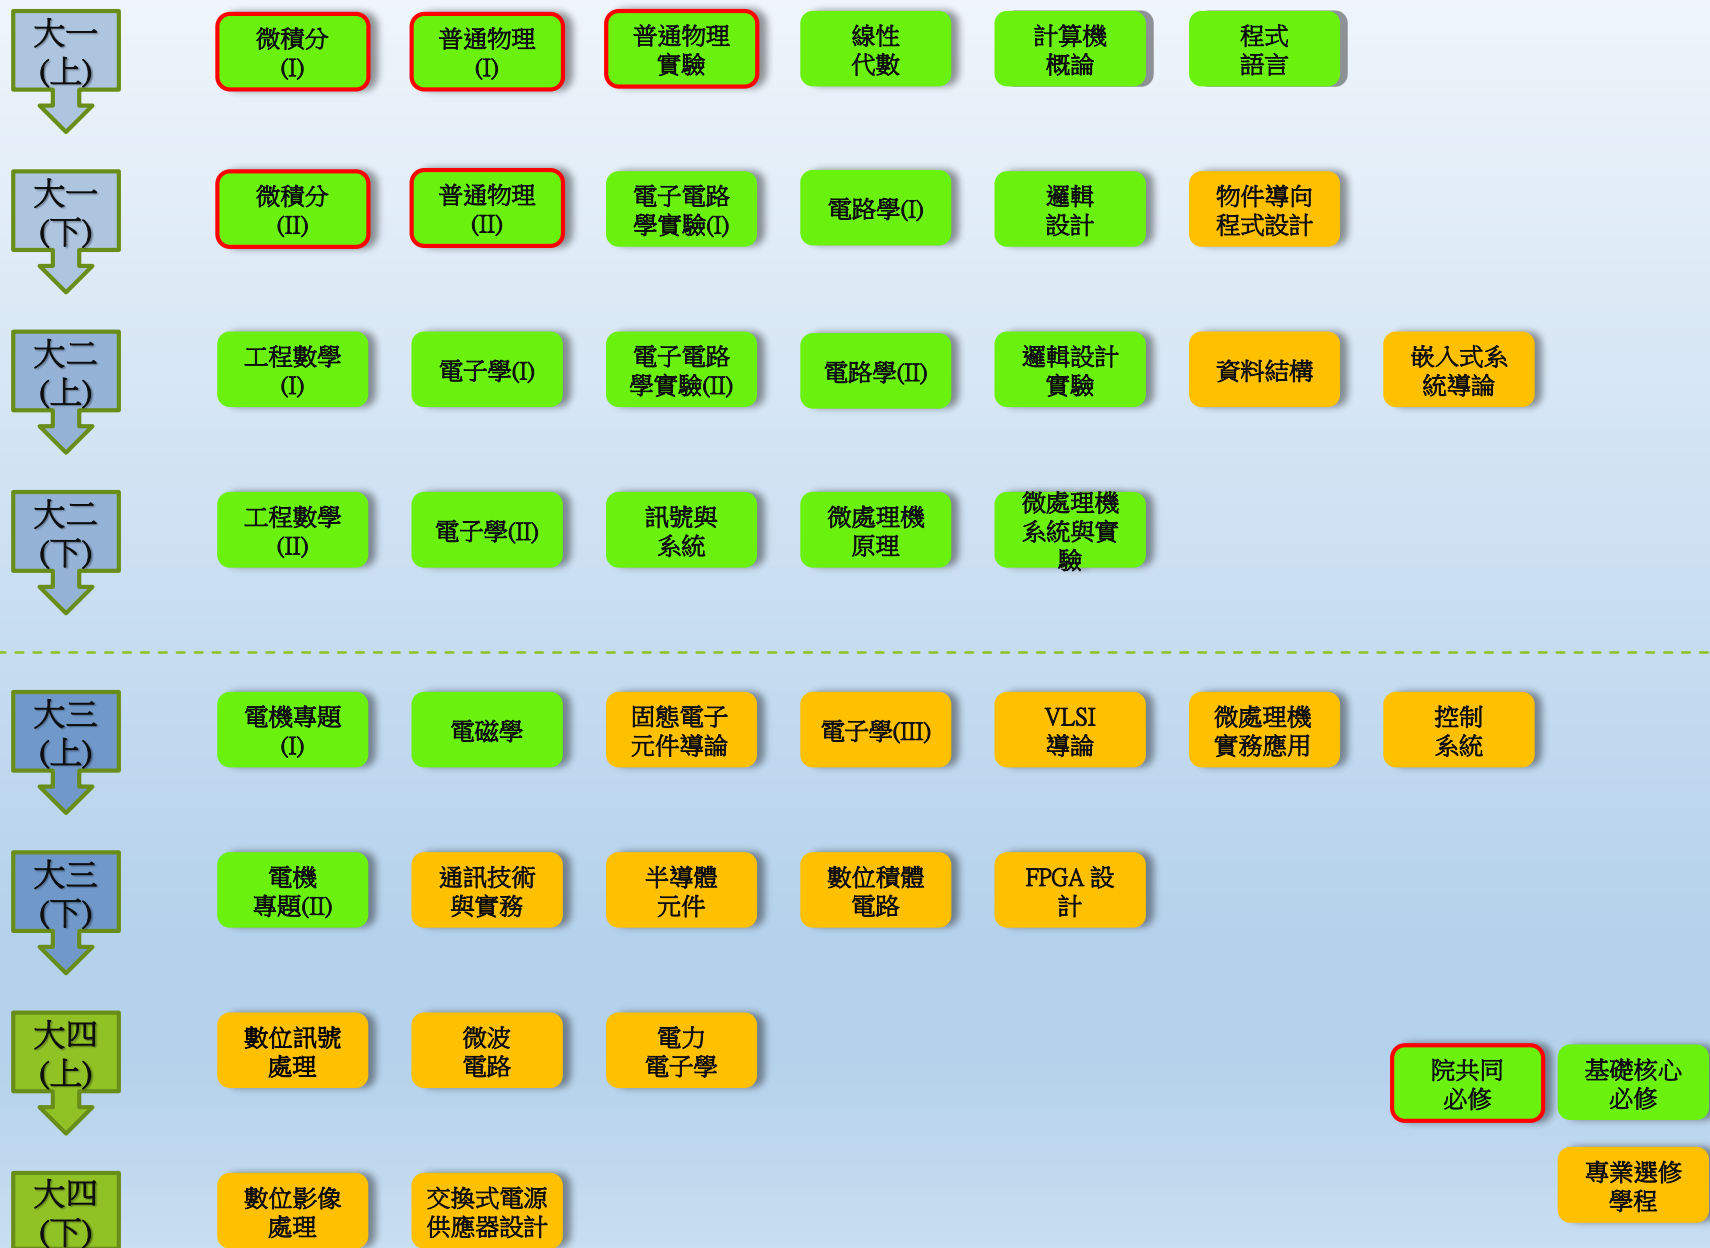 大一
(上)
微積分
(I)
普通物理
(I)
普通物理
實驗
線性
代數
計算機
概論
程式
語言
大一
(下)
微積分
(II)
普通物理
(II)
電子電路
學實驗(I)
電路學(I)
邏輯
設計
物件導向
程式設計
大二
(上)
工程數學
(I)
電子學(I)
電子電路
學實驗(II)
電路學(II)
邏輯設計
實驗
資料結構
嵌入式系
統導論
大二
(下)
工程數學
(II)
電子學(II)
訊號與
系統
微處理機
原理
微處理機
系統與實
驗
大三
(上)
電機專題
(I)
電磁學
固態電子
元件導論
電子學(III)
VLSI
導論
微處理機
實務應用
控制
系統
大三
(下)
電機
專題(II)
通訊技術
與實務
半導體
元件
數位積體
電路
FPGA 設
計
大四
(上)
數位訊號
處理
微波
電路
電力
電子學
院共同
必修
基礎核心
必修
專業選修
學程
大四
(下)
數位影像
處理
交換式電源
供應器設計